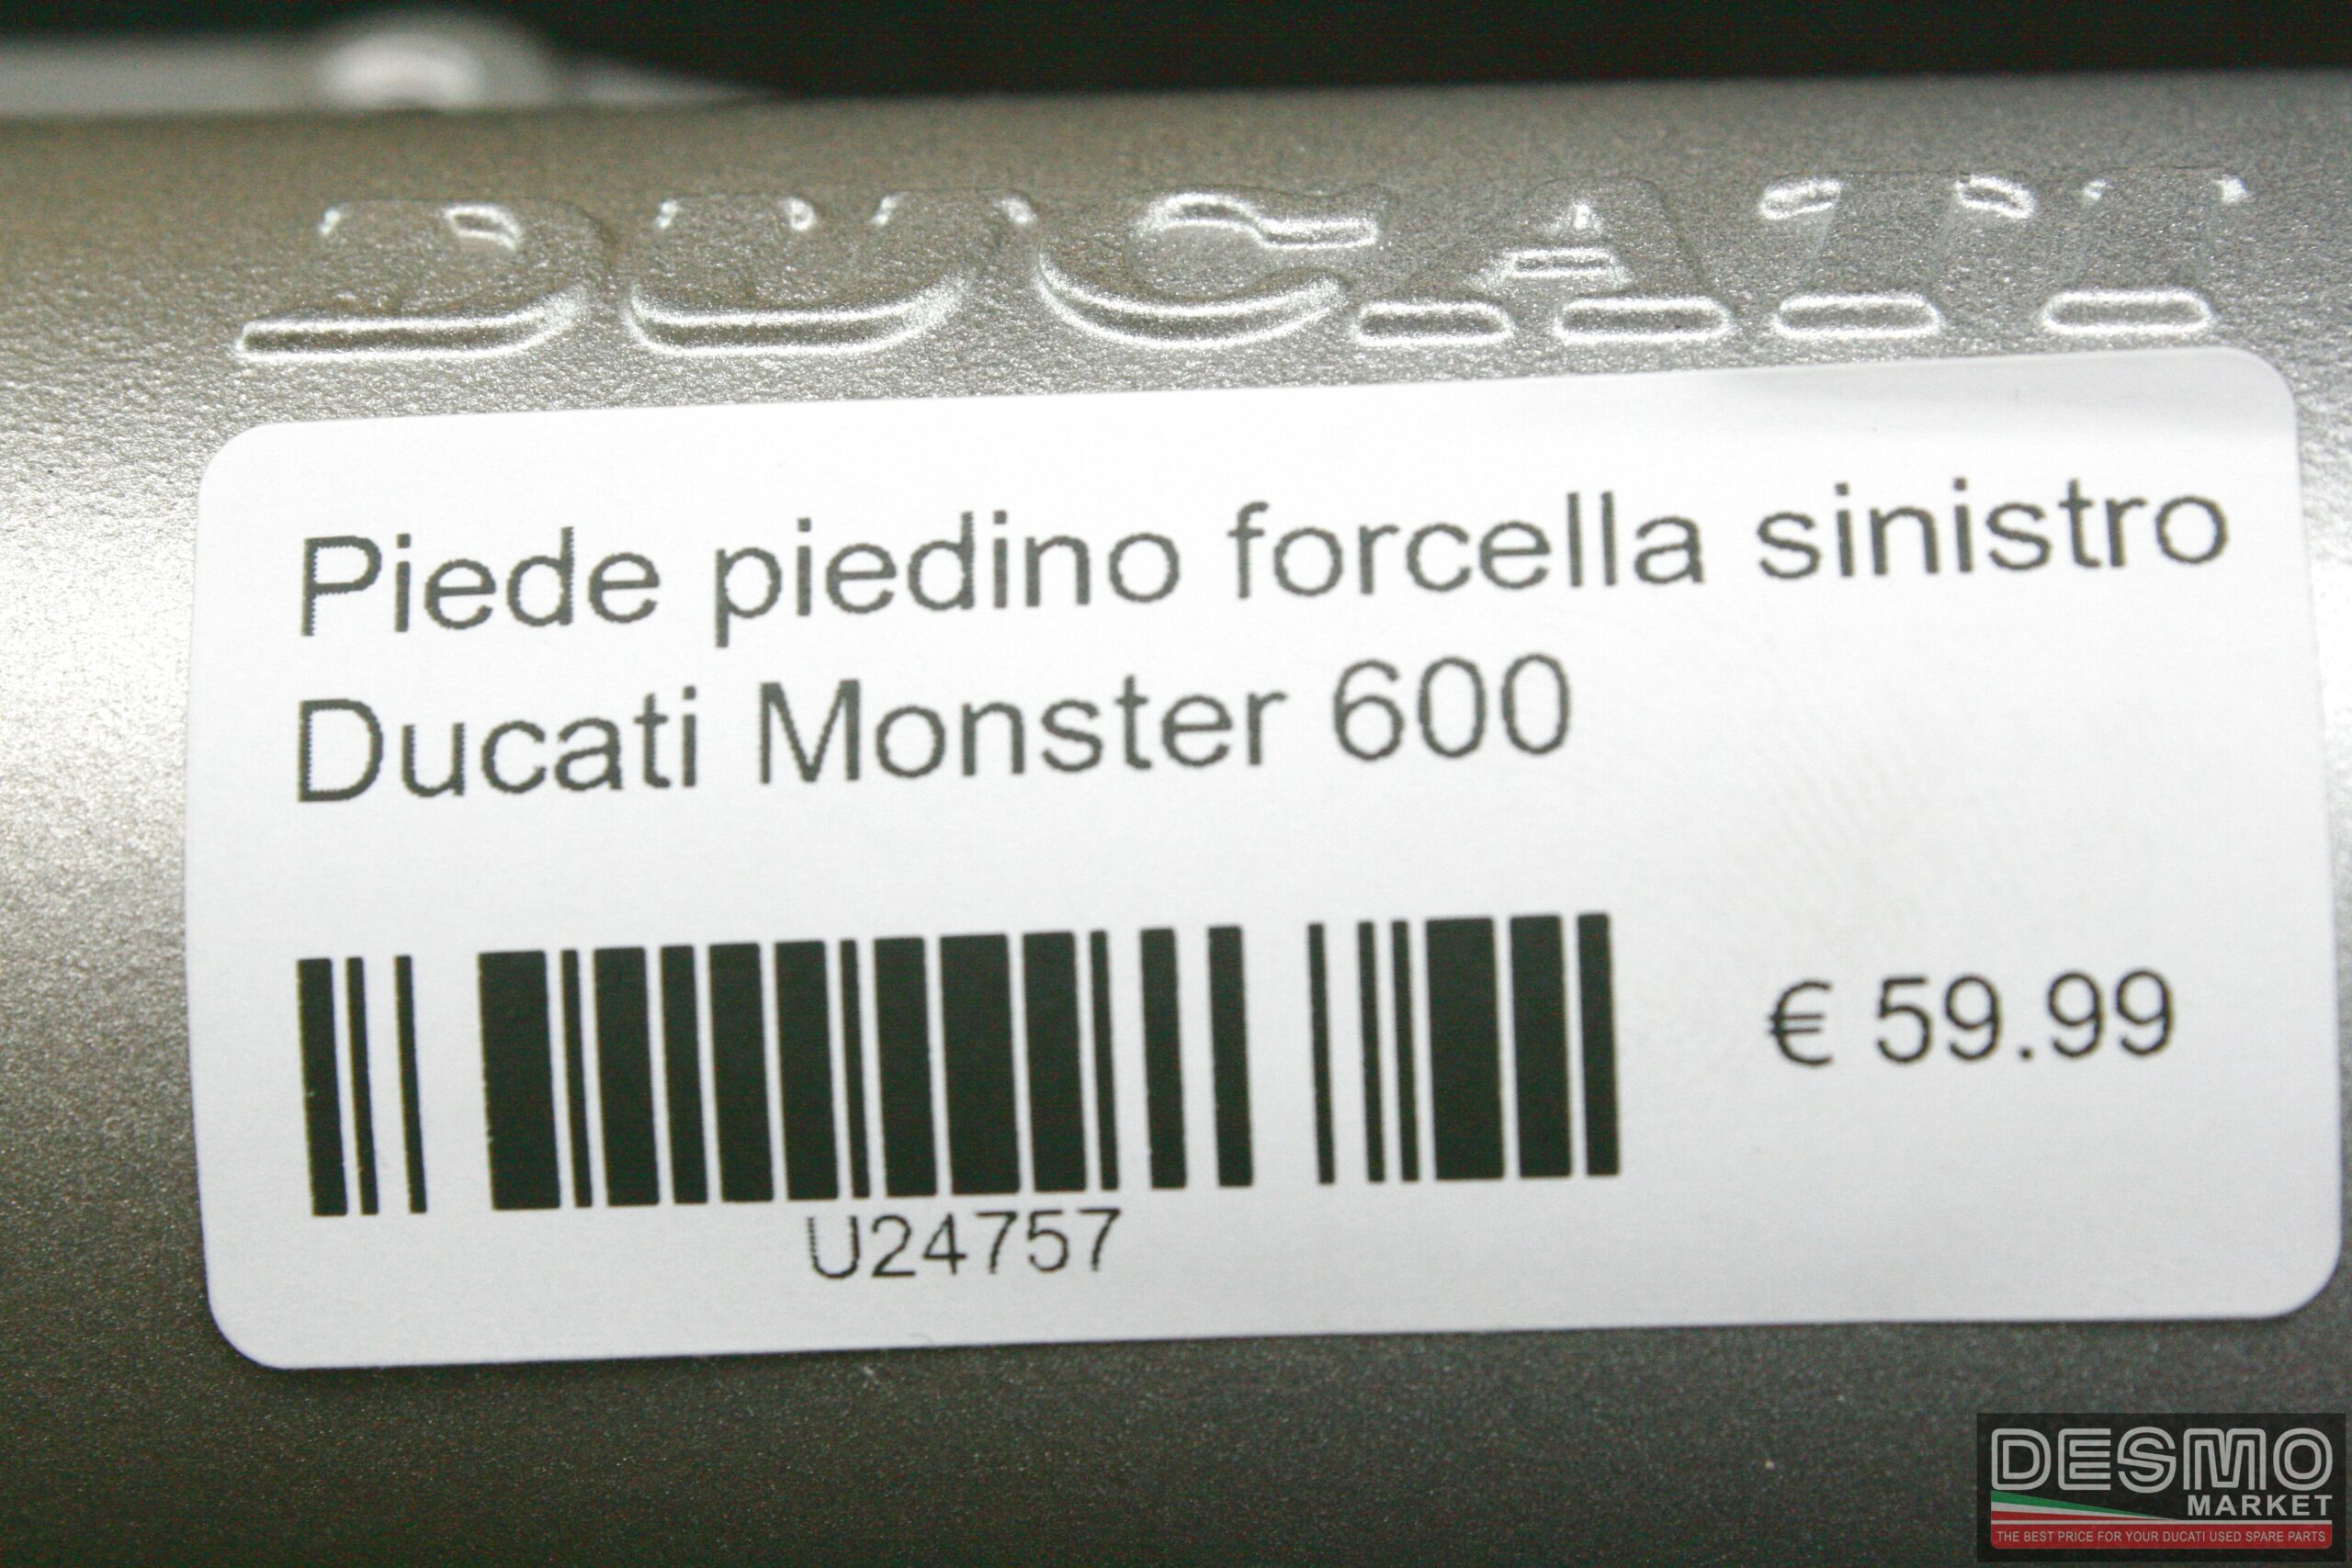 DUCATI
Piede piedino forcella sinistro
Ducati Monster 600
€ 59.99
U24757
DESMO
MARKET
THE BEST PRICE FOR YOUR DUCATI USED SPARE PARTS